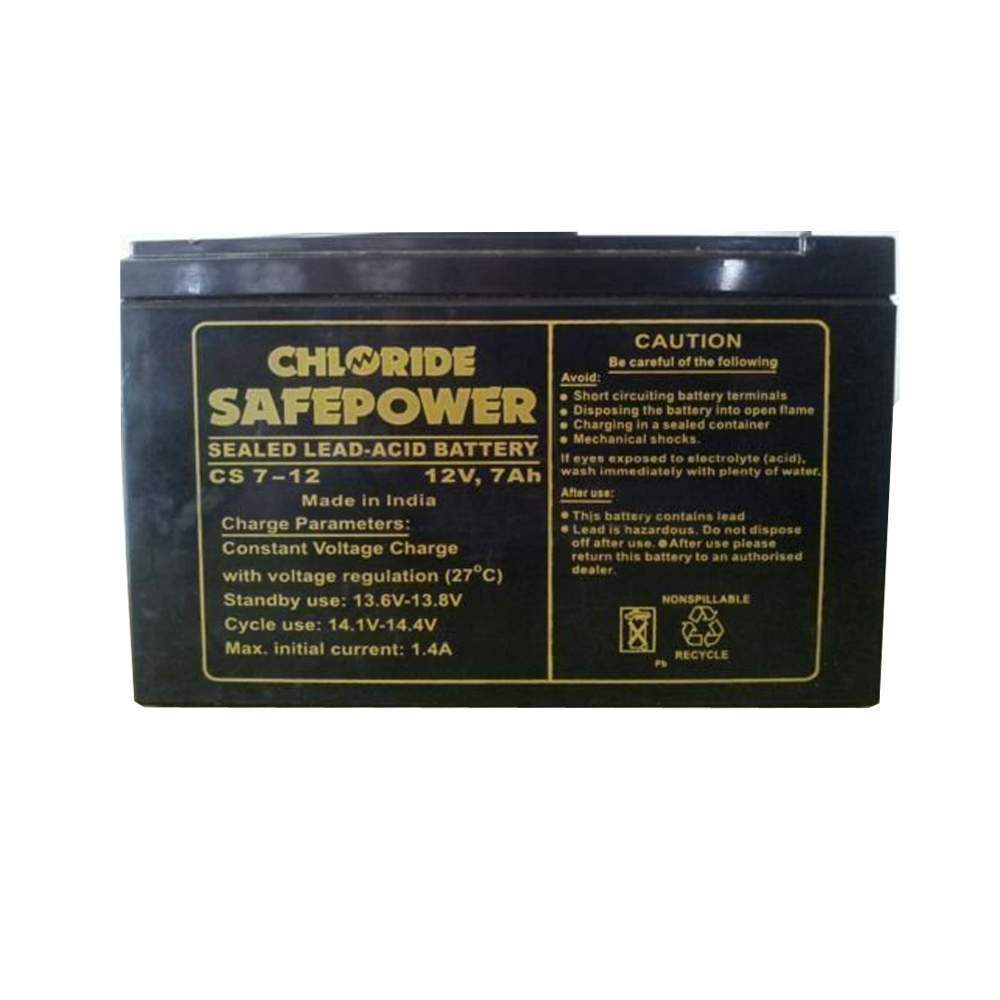 CHLORIDE
SAFEPOWER
SEALED LEAD-ACID BATTERY
CS 7-12 12V, 7Ah
Made in India
Charge Parameters:
Constant Voltage Charge
with voltage regulation (27°C)
Standby use: 13.6V-13.8V
Cycle use: 14.1V-14.4V
Max. initial current: 1.4A
CAUTION
Be careful of the following
Avoid:
● Short circuiting battery terminals
● Disposing the battery into open flame
● Charging in a sealed container
● Mechanical shocks.
If eyes exposed to electrolyte (acid),
wash immediately with plenty of water.
After use:
● This battery contains lead
● Lead is hazardous. Do not dispose
off after use. ● After use please
return this battery to an authorised
dealer.
NONSPILLABLE
Pb
RECYCLE